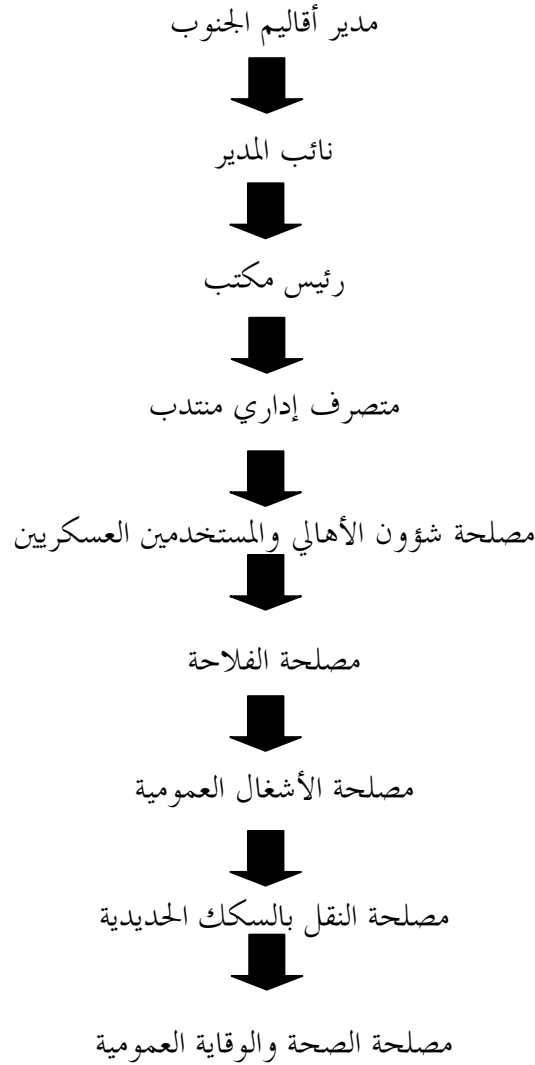 مدير أقاليم الجنوب
نائب المدير
رئيس مكتب
متصرف إداري منتدب
مصلحة شؤون الأهالي والمستخدمين العسكريين
مصلحة الفلاحة
مصلحة الأشغال العمومية
مصلحة النقل بالسكك الحديدية
مصلحة الصحة والوقاية العمومية